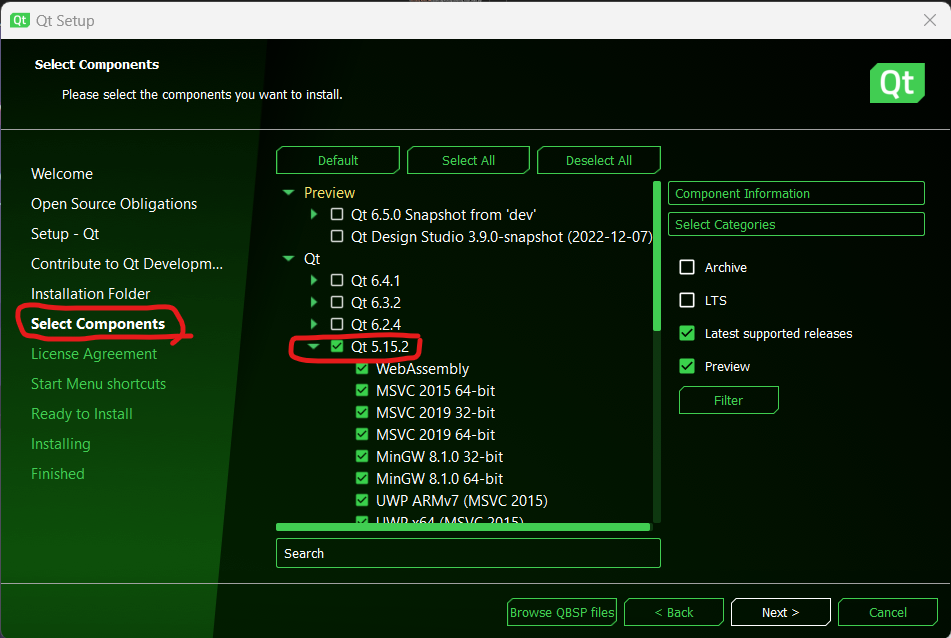 Qt Qt Setup
Select Components
Please select the components you want to install.
Qt
Welcome
Open Source Obligations
Setup - Qt
Contribute to Qt Developm...
Installation Folder
Select Components
License Agreement
Start Menu shortcuts
Ready to Install
Installing
Finished
Default Select All Deselect All
Preview
Qt 6.5.0 Snapshot from 'dev'
Qt Design Studio 3.9.0-snapshot (2022-12-07)
Qt
Qt 6.4.1
Qt 6.3.2
Qt 6.2.4
Qt 5.15.2
WebAssembly
MSVC 2015 64-bit
MSVC 2019 32-bit
MSVC 2019 64-bit
MinGW 8.1.0 32-bit
MinGW 8.1.0 64-bit
UWP ARMv7 (MSVC 2015)
UWP x64 (MSVC 2015)
Search
Component Information
Select Categories
Archive
LTS
Latest supported releases
Preview
Filter
Browse QBSP files < Back Next > Cancel